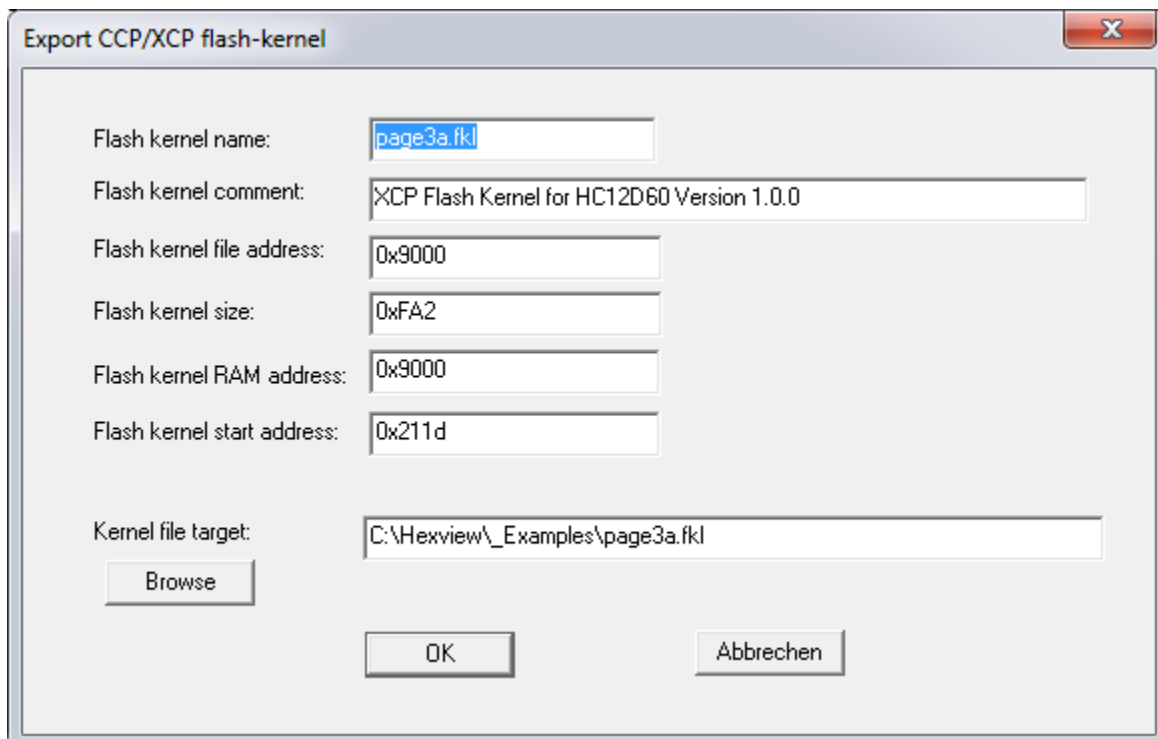 Export CCP/XCP flash-kernel
Flash kernel name: page3a.fkl
Flash kernel comment: XCP Flash Kernel for HC12D60 Version 1.0.0
Flash kernel file address: 0x9000
Flash kernel size: 0xFA2
Flash kernel RAM address: 0x9000
Flash kernel start address: 0x211d
Kernel file target: C:\Hexview\_Examples\page3a.fkl
Browse
OK Abbrechen